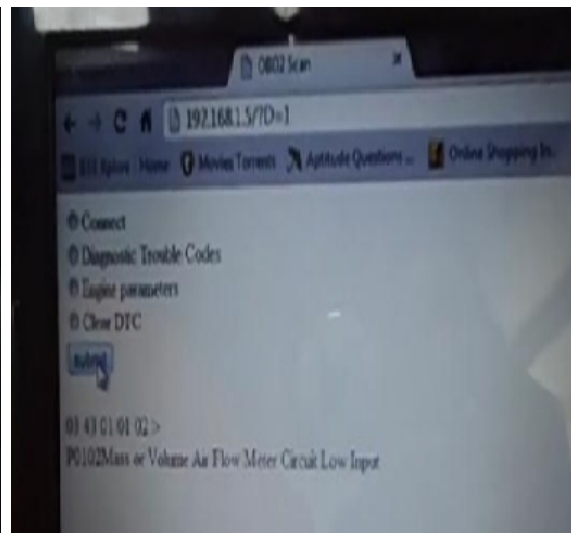 OBD2 Scan
192.168.1.5/?D=1
Home Movies Torrents Aptitude Questions ... Online Shopping In..
Connect
Diagnostic Trouble Codes
Engine parameters
Clear DTC
submit
03 43 01 01 02 >
P0102Mass or Volume Air Flow Meter Circuit Low Input